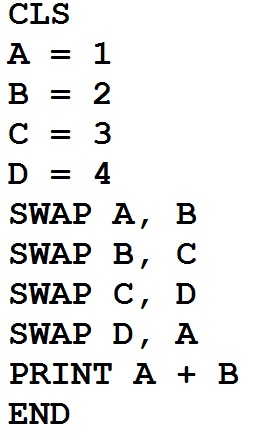 CLS
A = 1
B = 2
C = 3
D = 4
SWAP A, B
SWAP B, C
SWAP C, D
SWAP D, A
PRINT A + B
END